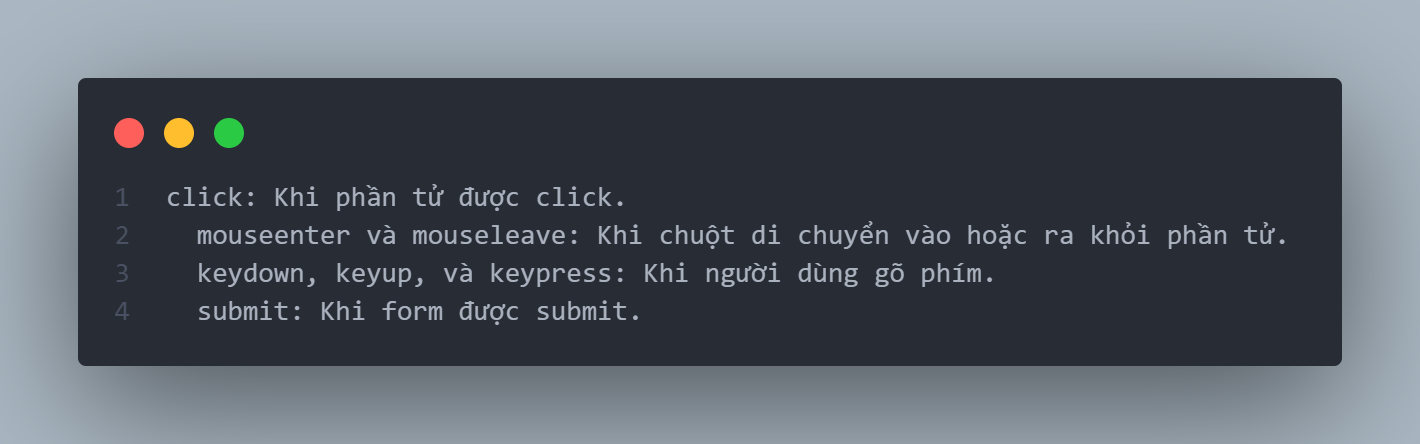 1 click: Khi phần tử được click.
2 mouseenter và mouseleave: Khi chuột di chuyển vào hoặc ra khỏi phần tử.
3 keydown, keyup, và keypress: Khi người dùng gõ phím.
4 submit: Khi form được submit.